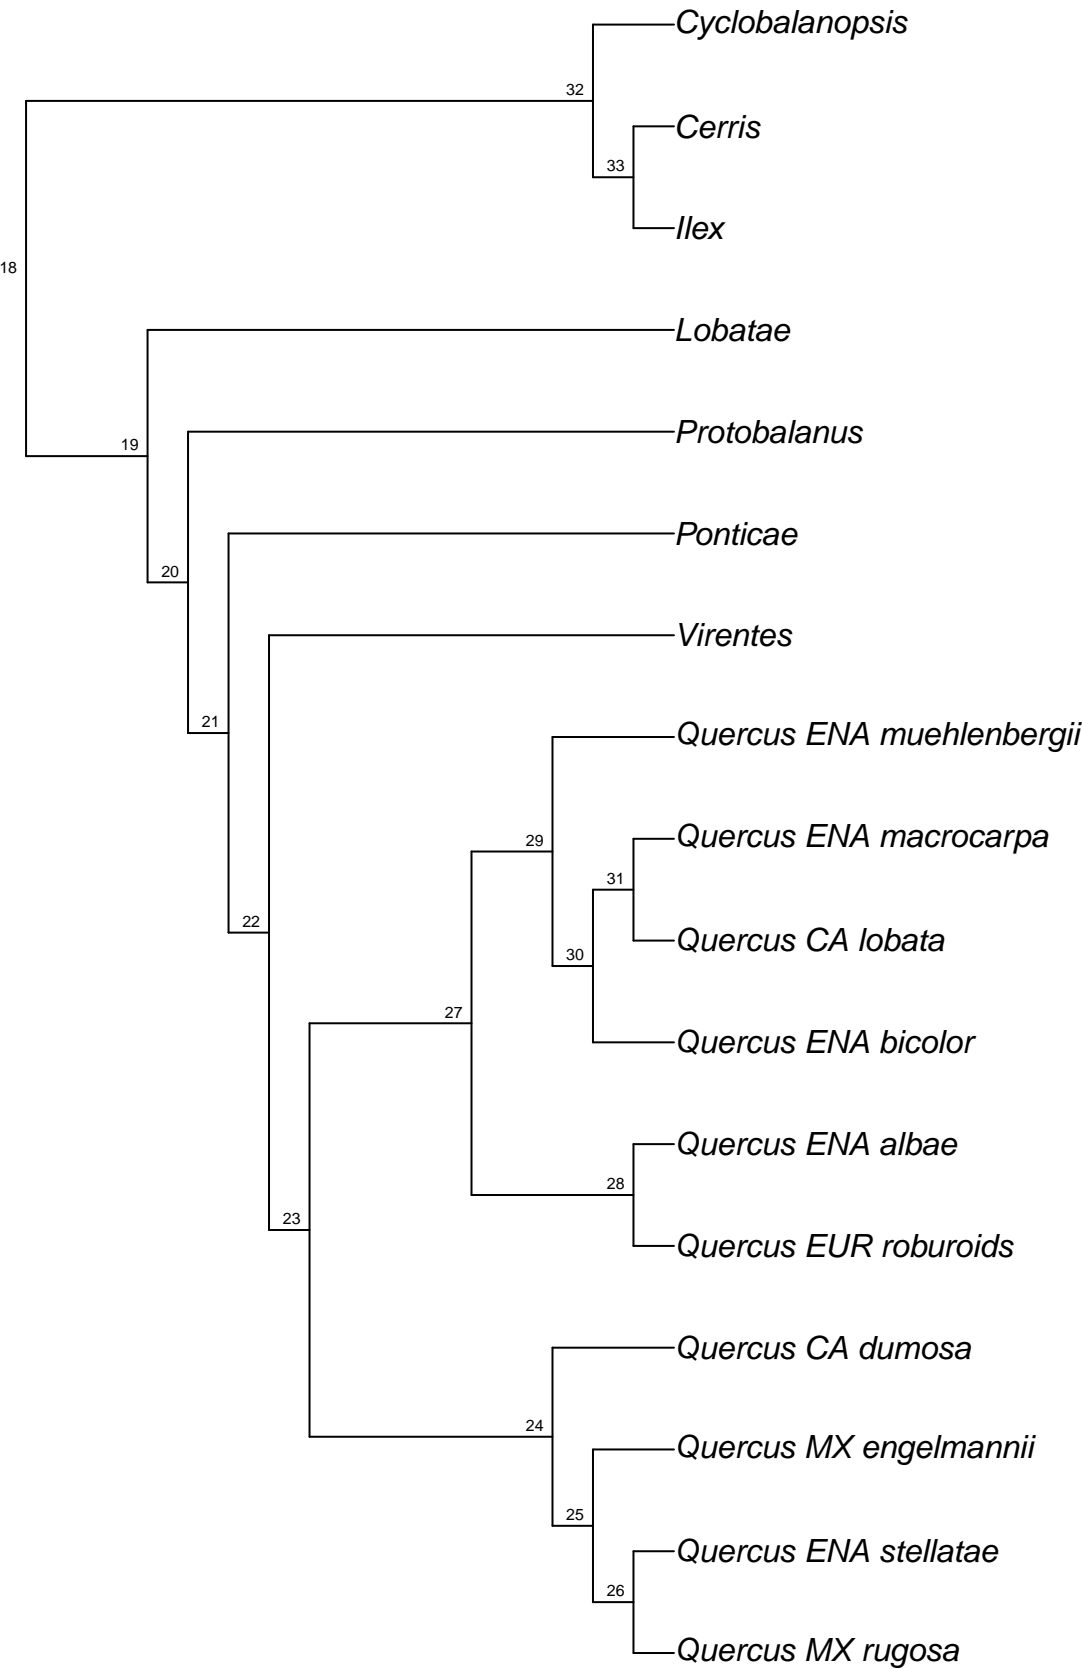 Cyclobalanopsis
32
Cerris
33
Ilex
18
Lobatae
Protobalanus
19
Ponticae
20
Virentes
21
Quercus ENA muehlenbergii
Quercus ENA macrocarpa
29
31
22
Quercus CA lobata
30
27
Quercus ENA bicolor
Quercus ENA albae
28
23
Quercus EUR roburoids
Quercus CA dumosa
24
Quercus MX engelmannii
25
Quercus ENA stellatae
26
Quercus MX rugosa